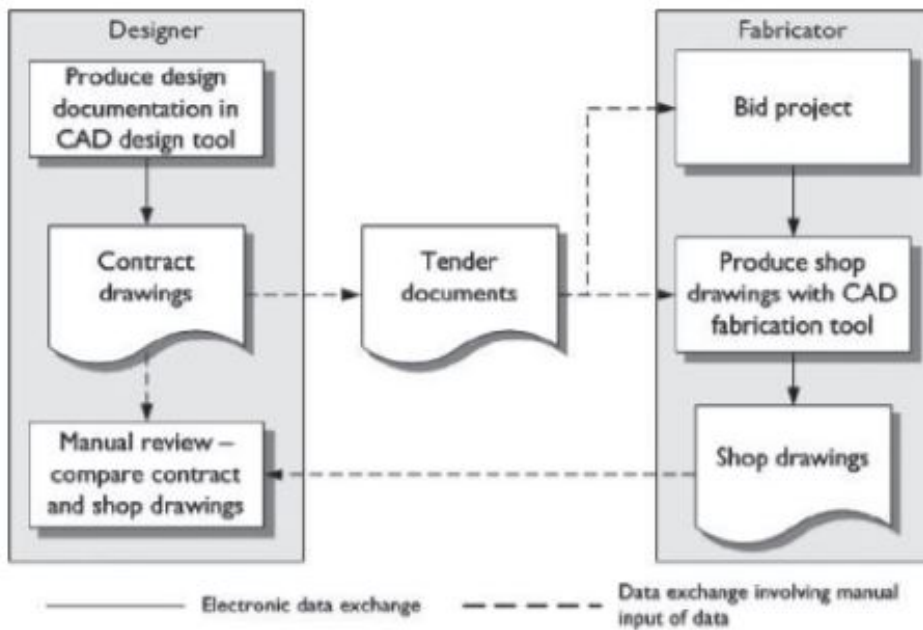 Designer
Produce design
documentation in
CAD design tool
Contract
drawings
Manual review –
compare contract
and shop drawings
Tender
documents
Fabricator
Bid project
Produce shop
drawings with CAD
fabrication tool
Shop drawings
Electronic data exchange
Data exchange involving manual
input of data